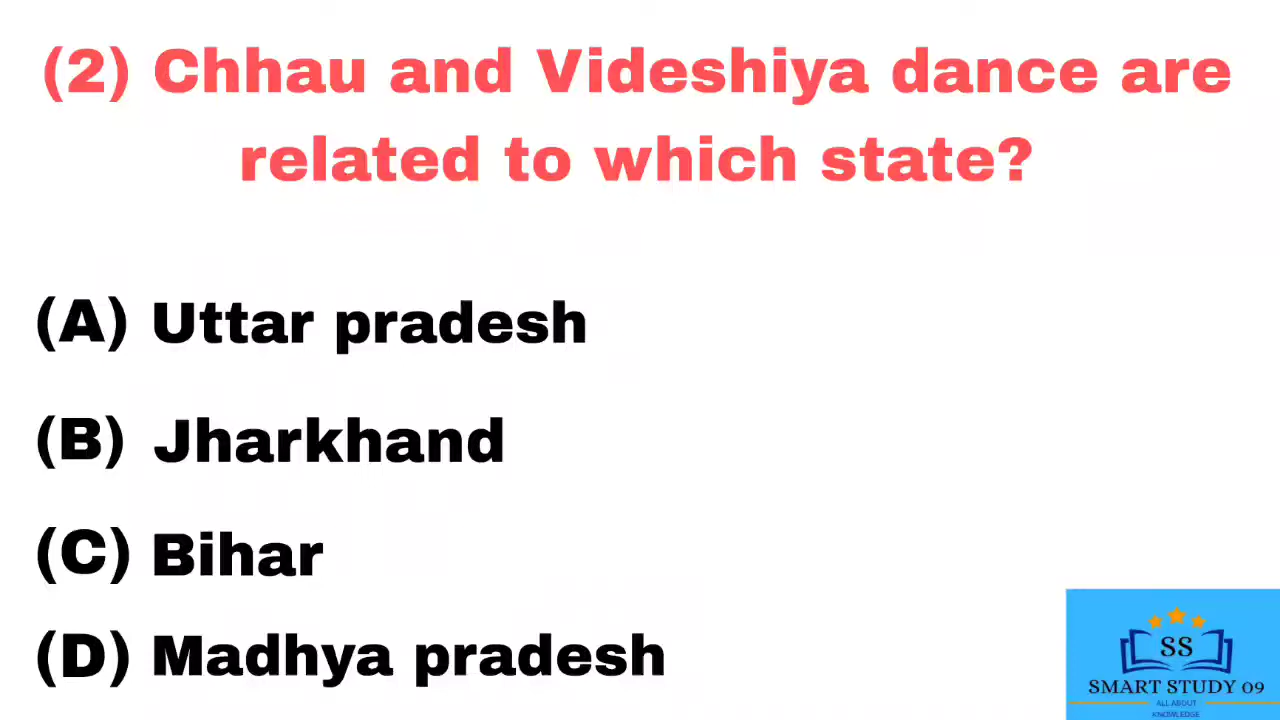 (2) Chhau and Videshiya dance are
related to which state?
(A) Uttar pradesh
(B) Jharkhand
(C) Bihar
(D) Madhya pradesh
SS
SMART STUDY 09
ALL ABOUT
KNOWLEDGE